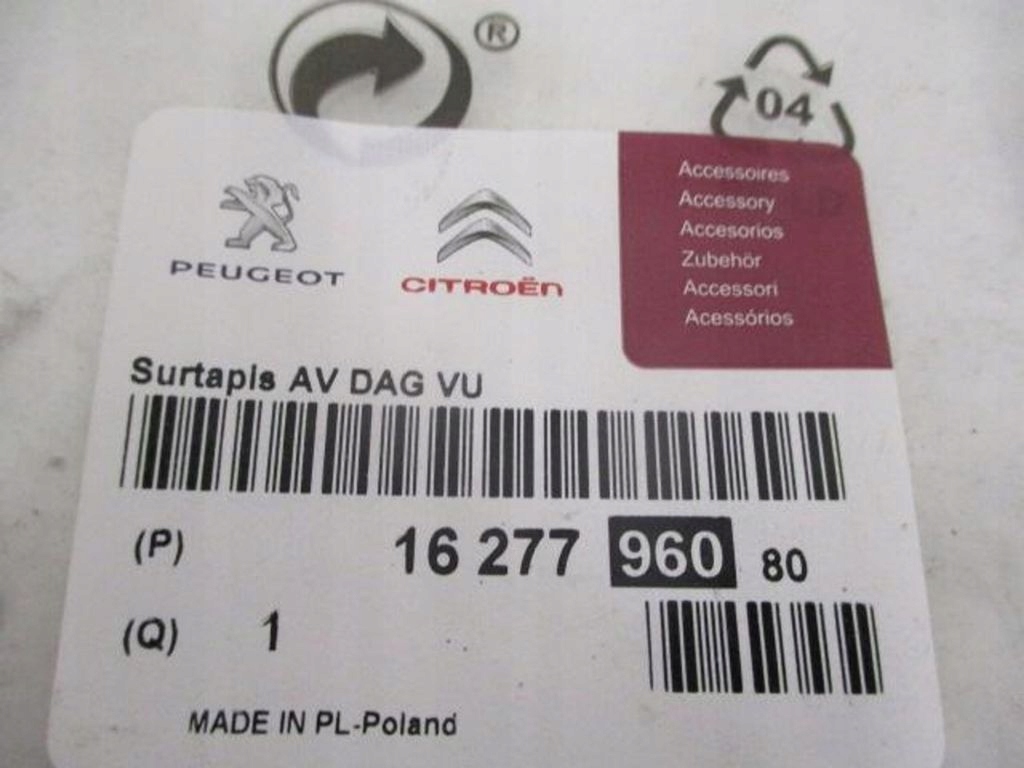 ®
04
PEUGEOT
CITROËN
Accessoires
Accessory
Accesorios
Zubehör
Accessori
Acessórios
Surtapis AV DAG VU
(P) 16 277 960 80
(Q) 1
MADE IN PL-Poland